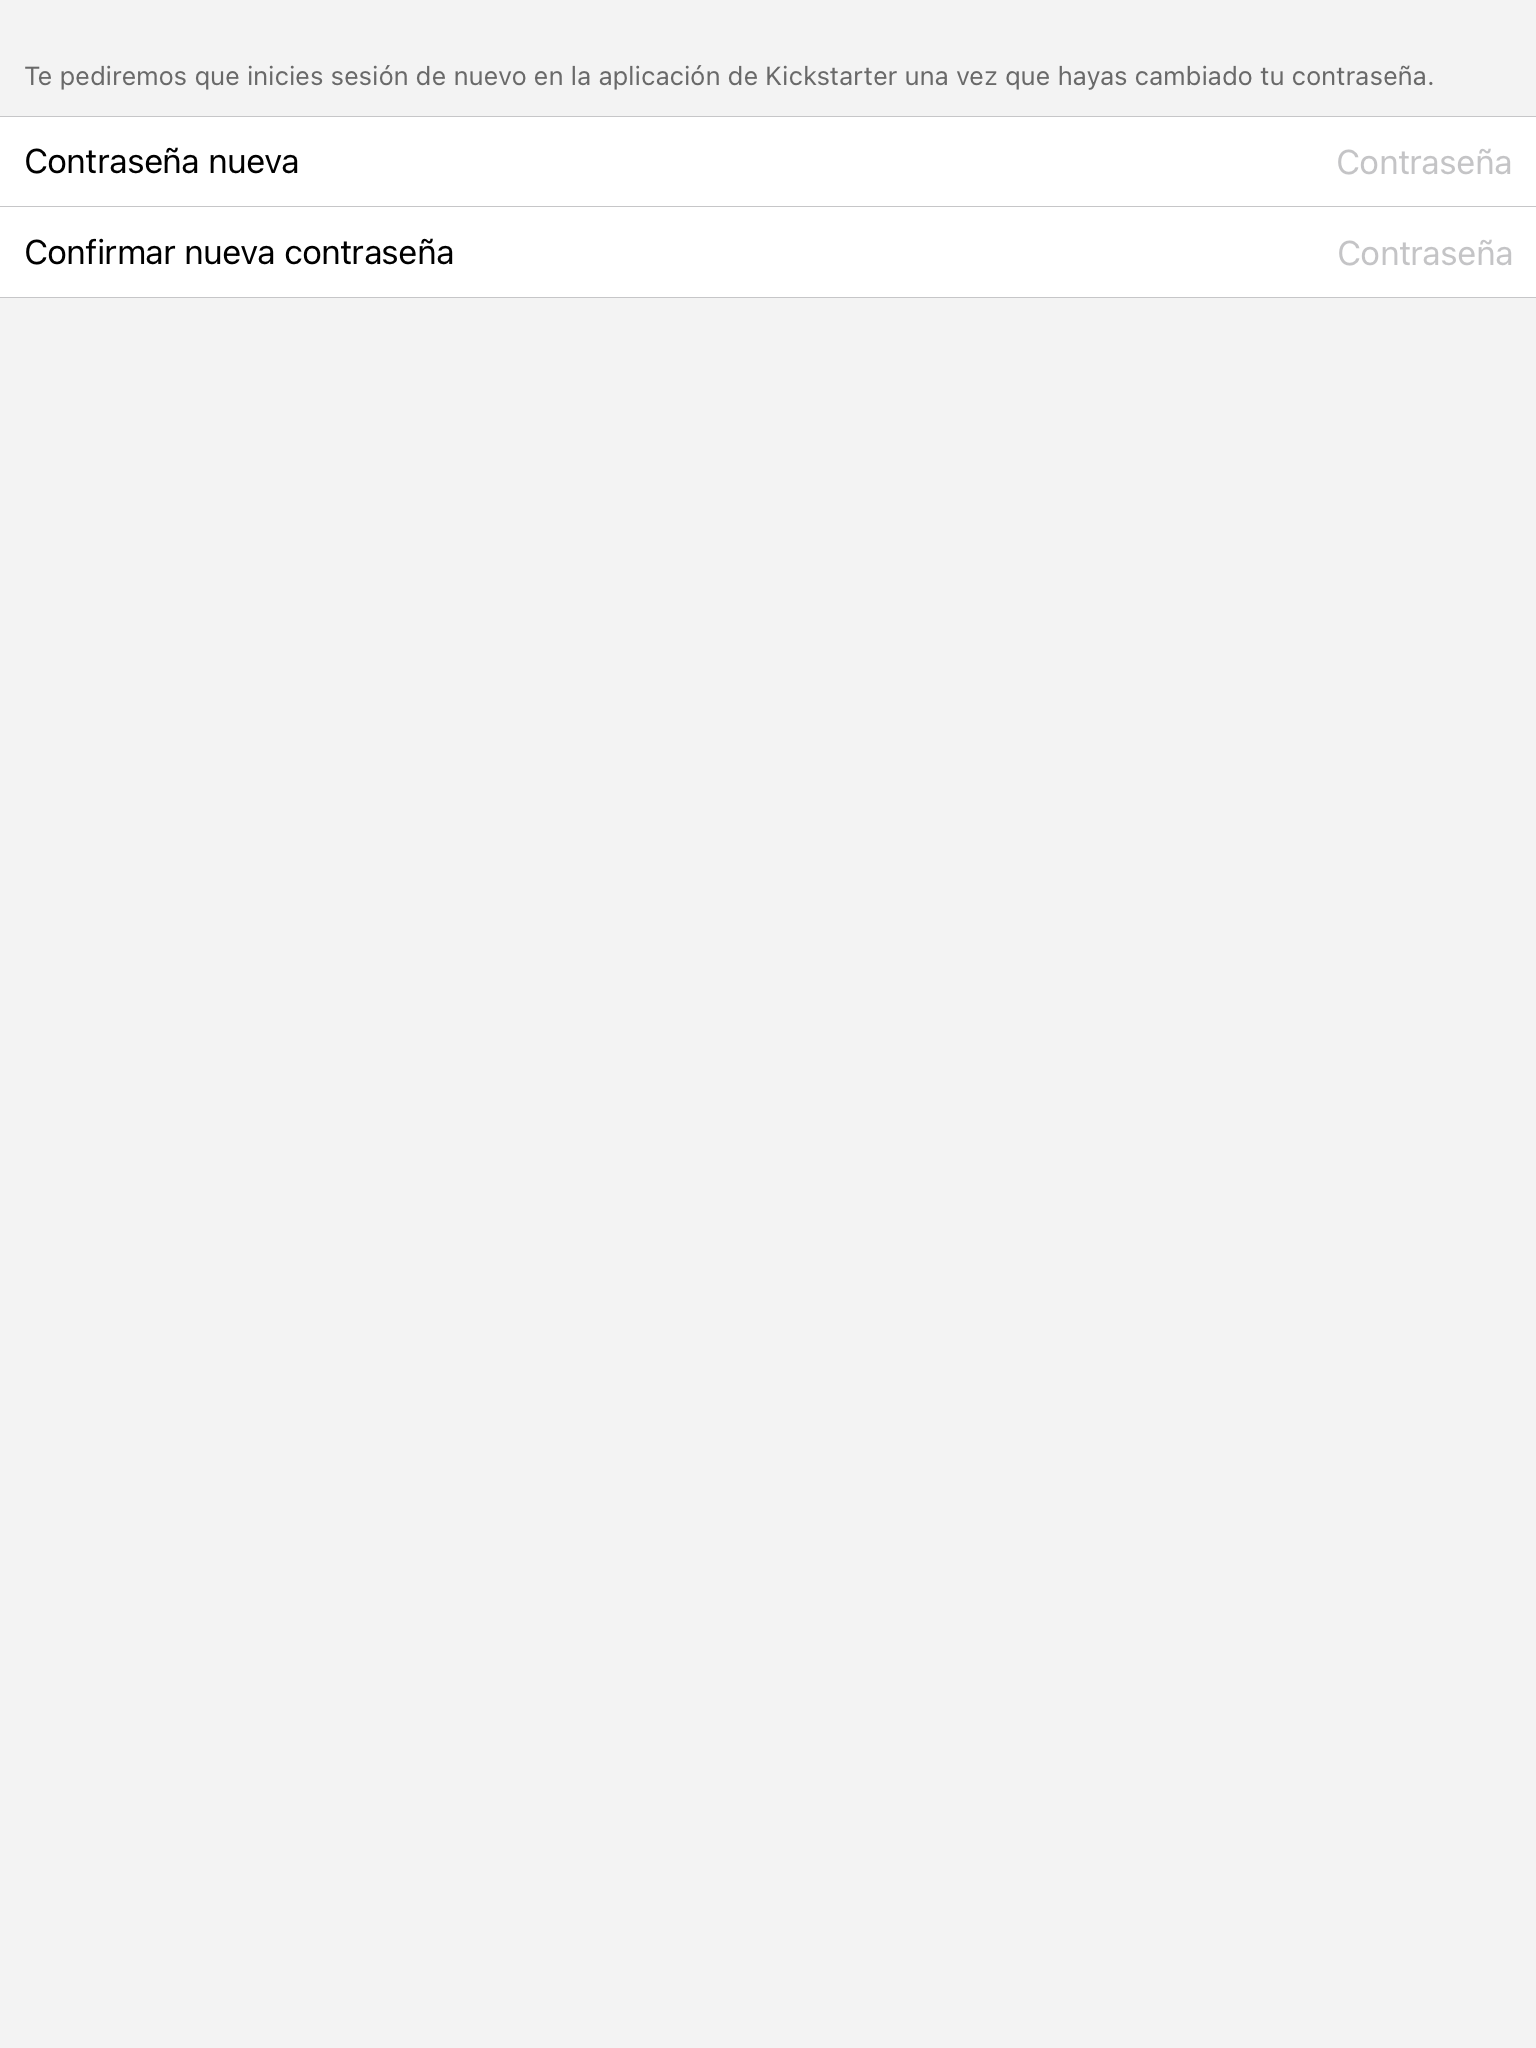 Te pediremos que inicies sesión de nuevo en la aplicación de Kickstarter una vez que hayas cambiado tu contraseña.
Contraseña nueva Contraseña
Confirmar nueva contraseña Contraseña